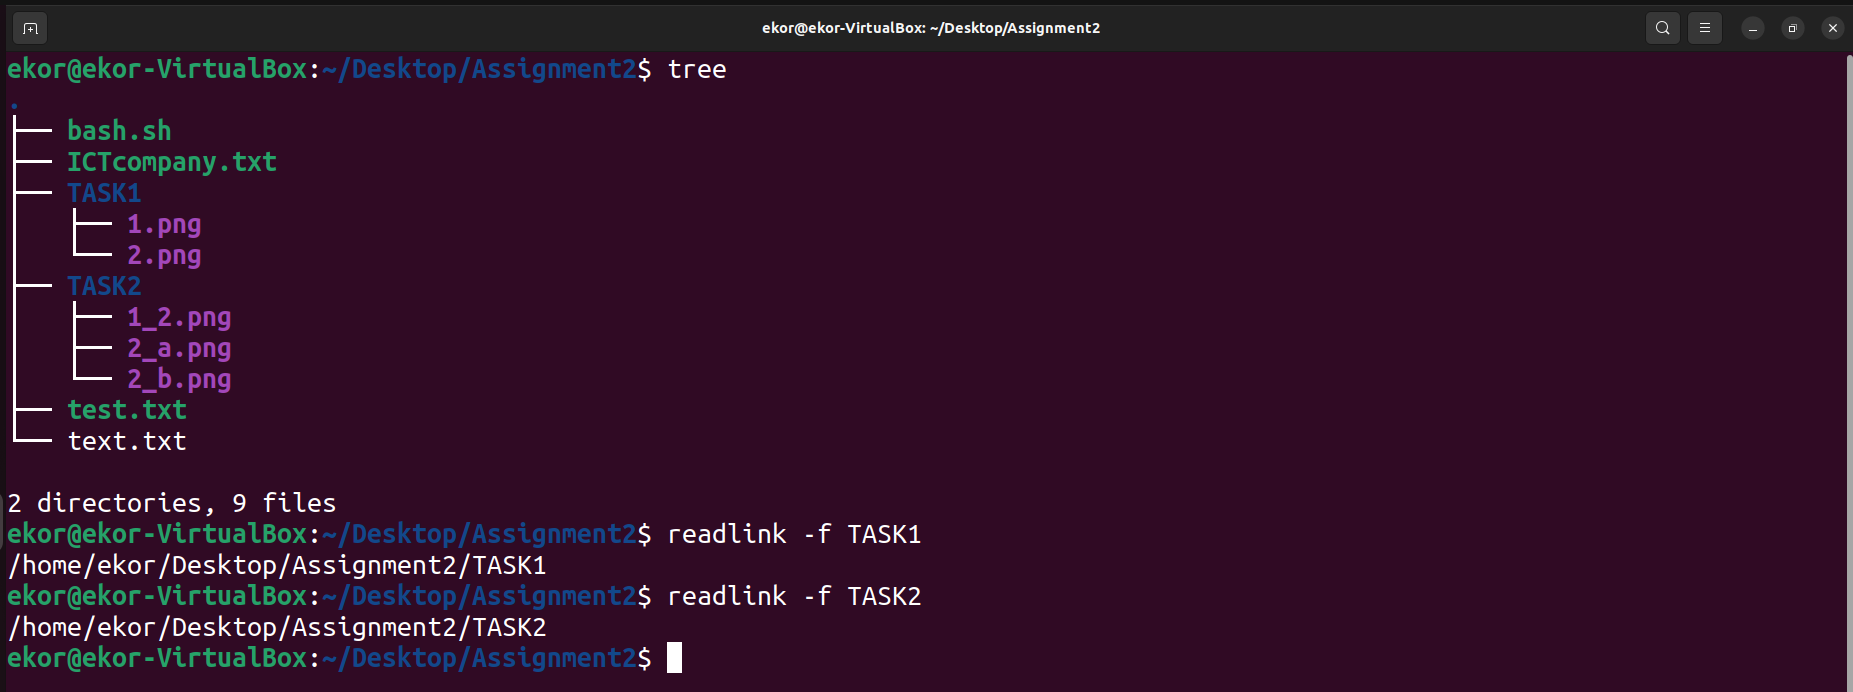 ekor@ekor-VirtualBox: ~/Desktop/Assignment2
ekor@ekor-VirtualBox:~/Desktop/Assignment2$ tree
.
├── bash.sh
├── ICTcompany.txt
├── TASK1
│   ├── 1.png
│   └── 2.png
├── TASK2
│   ├── 1_2.png
│   ├── 2_a.png
│   └── 2_b.png
├── test.txt
└── text.txt
2 directories, 9 files
ekor@ekor-VirtualBox:~/Desktop/Assignment2$ readlink -f TASK1
/home/ekor/Desktop/Assignment2/TASK1
ekor@ekor-VirtualBox:~/Desktop/Assignment2$ readlink -f TASK2
/home/ekor/Desktop/Assignment2/TASK2
ekor@ekor-VirtualBox:~/Desktop/Assignment2$